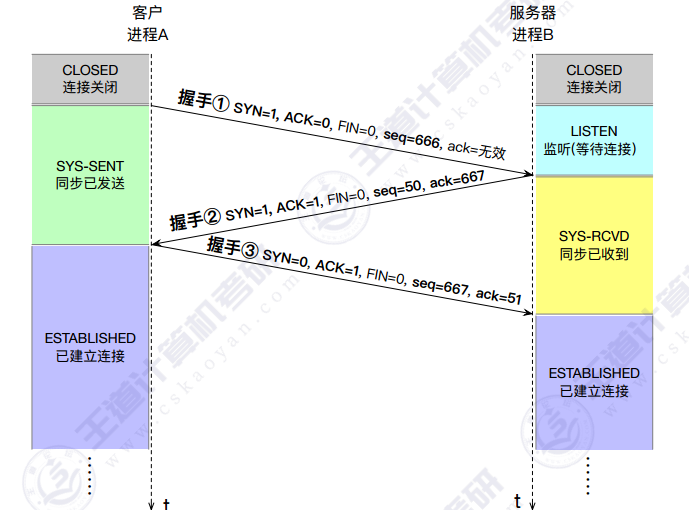 客户
进程A
服务器
进程B
CLOSED
连接关闭
CLOSED
连接关闭
握手① SYN=1, ACK=0, FIN=0, seq=666, ack=无效
LISTEN
监听(等待连接)
SYS-SENT
同步已发送
握手② SYN=1, ACK=1, FIN=0, seq=50, ack=667
SYS-RCVD
同步已收到
握手③ SYN=0, ACK=1, FIN=0, seq=667, ack=51
ESTABLISHED
已建立连接
ESTABLISHED
已建立连接
……
……
t
t
王道计算机考研
www.cskaoyan.com